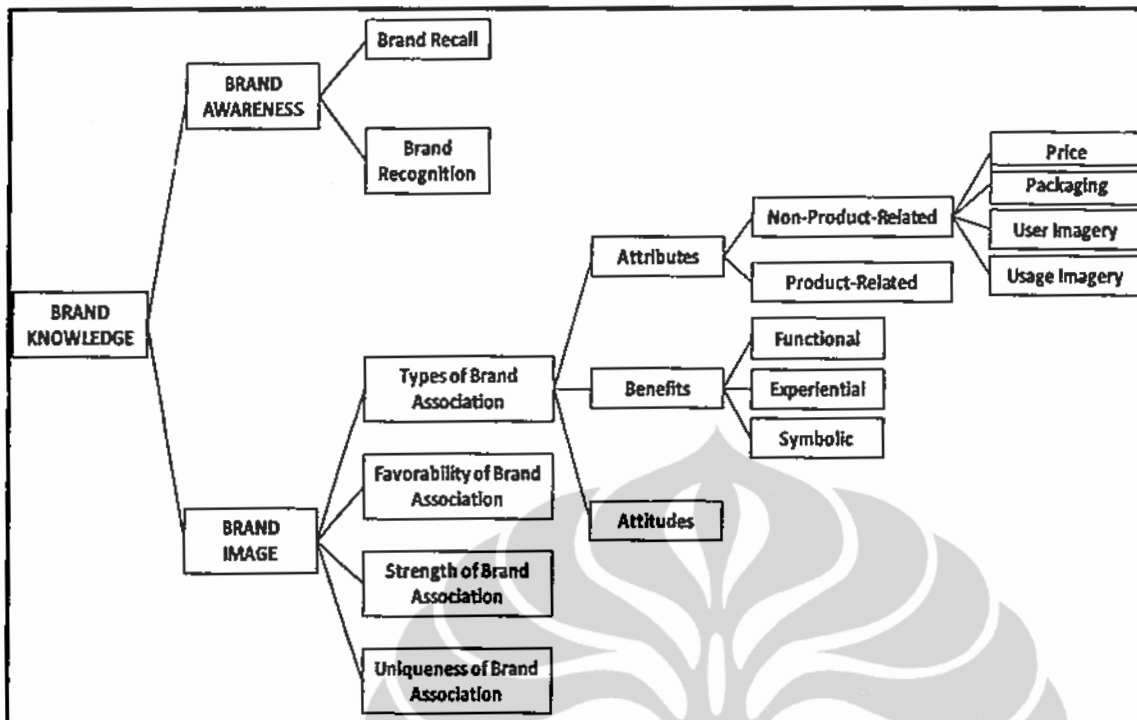 Brand Recall
BRAND
AWARENESS
Brand
Recognition
Price
Packaging
Non-Product-Related
User Imagery
Attributes
Usage Imagery
Product-Related
BRAND
KNOWLEDGE
Functional
Types of Brand
Association
Benefits
Experiential
Symbolic
Favorability of Brand
Association
Attitudes
BRAND
IMAGE
Strength of Brand
Association
Uniqueness of Brand
Association